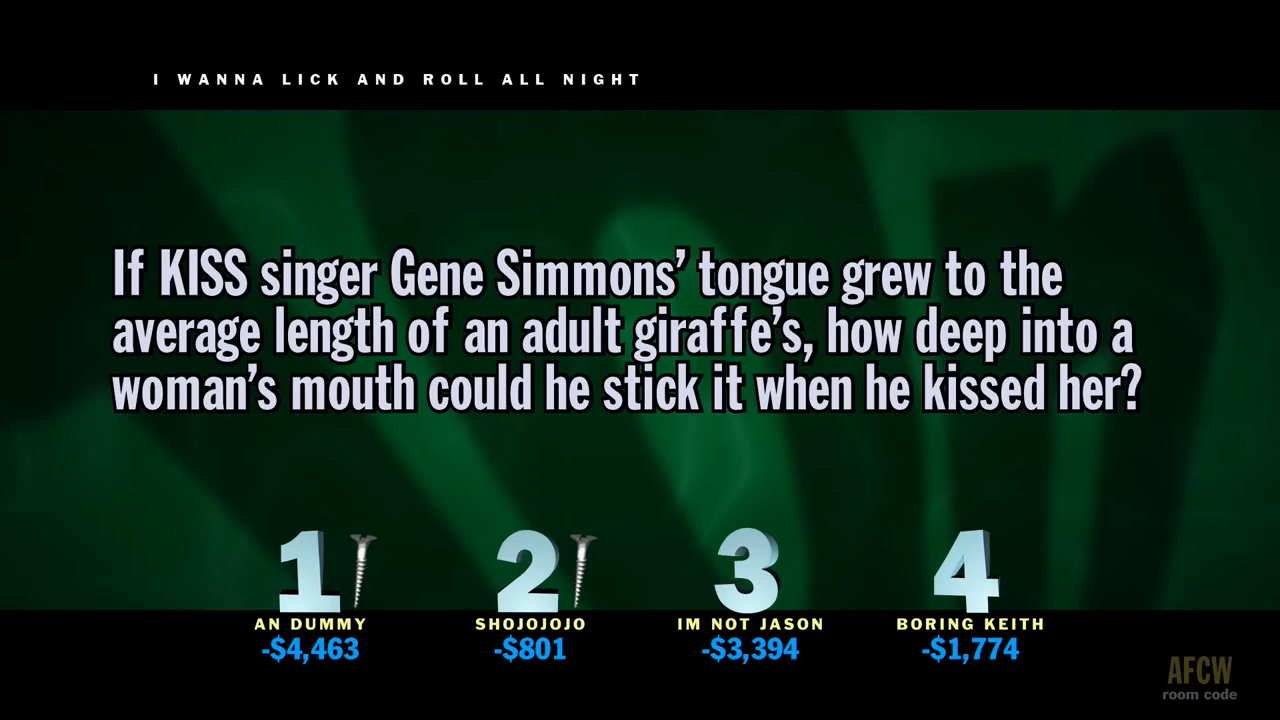 I WANNA LICK AND ROLL ALL NIGHT
If KISS singer Gene Simmons’ tongue grew to the
average length of an adult giraffe’s, how deep into a
woman’s mouth could he stick it when he kissed her?
1 2 3 4
AN DUMMY SHOJOJOJO IM NOT JASON BORING KEITH
-$4,463 -$801 -$3,394 -$1,774
AFCW
room code